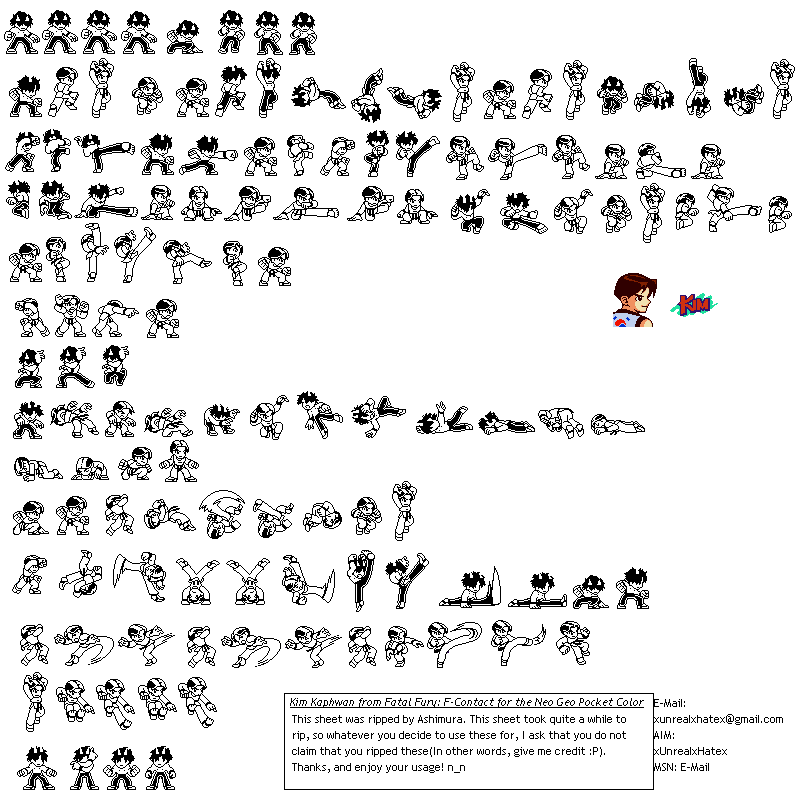 KIM
Kim Kaphwan from Fatal Fury: F-Contact for the Neo Geo Pocket Color
This sheet was ripped by Ashimura. This sheet took quite a while to
rip, so whatever you decide to use these for, I ask that you do not
claim that you ripped these(In other words, give me credit :P).
Thanks, and enjoy your usage! n_n
E-Mail:
xunrealxhatex@gmail.com
AIM:
xUnrealxHatex
MSN: E-Mail